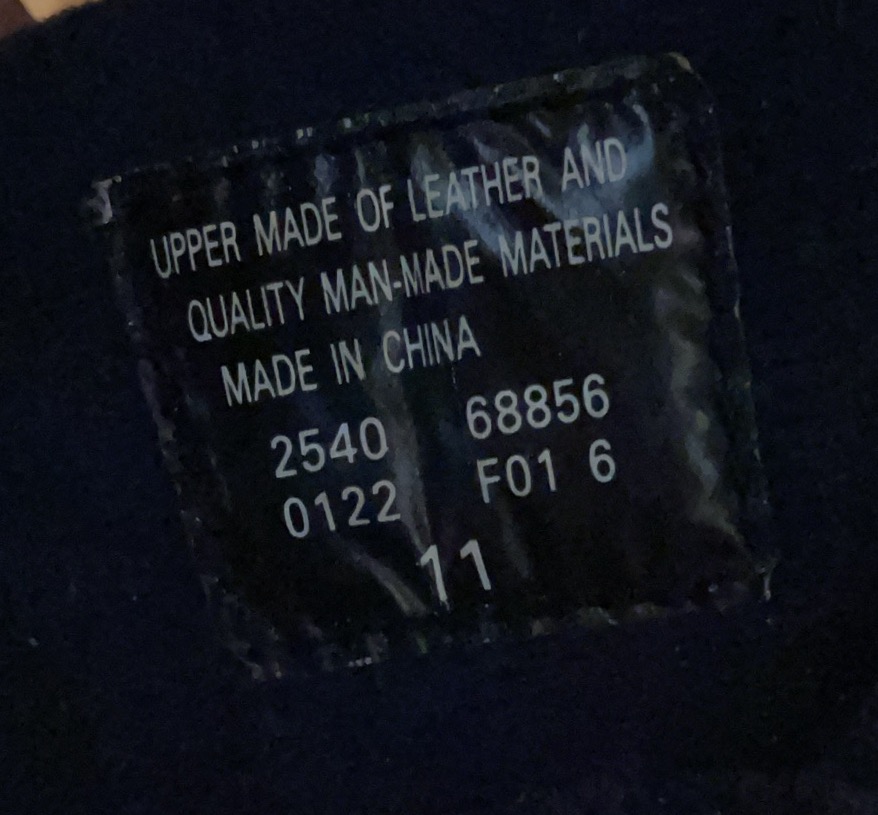 UPPER MADE OF LEATHER AND
QUALITY MAN-MADE MATERIALS
MADE IN CHINA
2540 68856
0122 F01 6
11